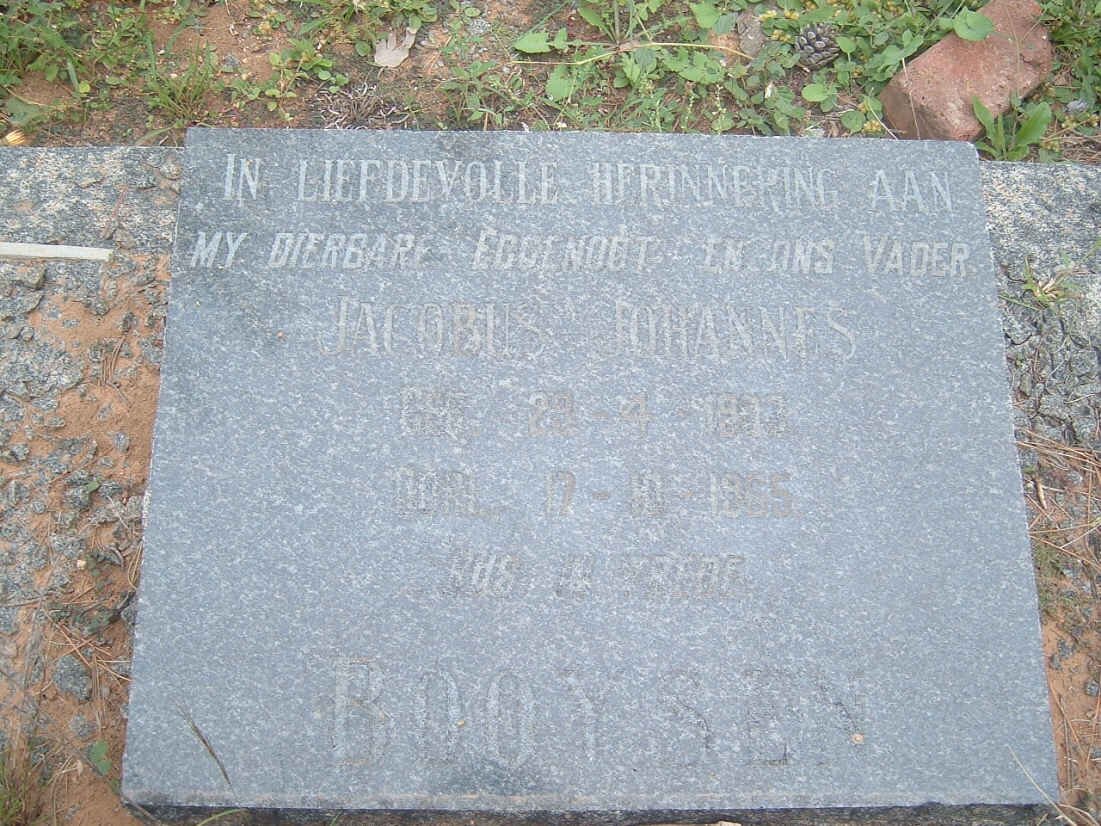 IN LIEFDEVOLLE HERINNERING AAN
MY DIERBARE EGGENOOT EN ONS VADER
JACOBUS JOHANNES
GEB. 29-4-
OORL. 17-10-1965.
RUS IN VREDE.
BOOYSEN